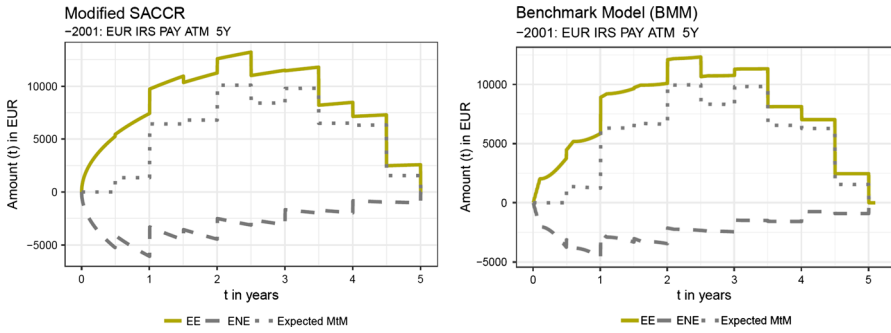 Modified SACCR
−2001: EUR IRS PAY ATM 5Y
Amount (t) in EUR
10000
5000
0
−5000
0 1 2 3 4 5
t in years
EE ENE Expected MtM
Benchmark Model (BMM)
−2001: EUR IRS PAY ATM 5Y
Amount (t) in EUR
10000
5000
0
−5000
0 1 2 3 4 5
t in years
EE ENE Expected MtM